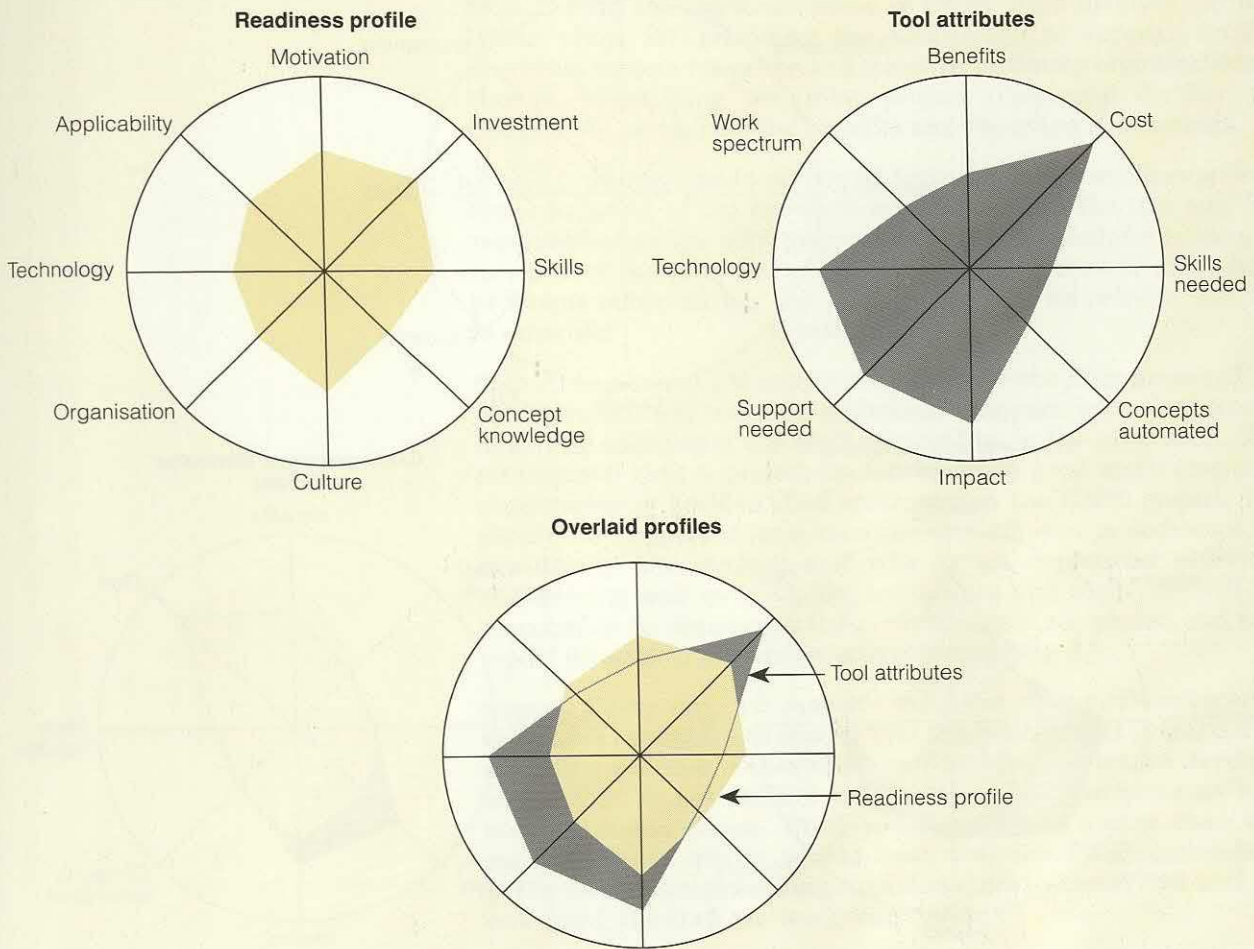 Readiness profile
Motivation
Applicability
Investment
Technology
Skills
Organisation
Concept
knowledge
Culture
Tool attributes
Benefits
Work
spectrum
Cost
Technology
Skills
needed
Support
needed
Concepts
automated
Impact
Overlaid profiles
Tool attributes
Readiness profile